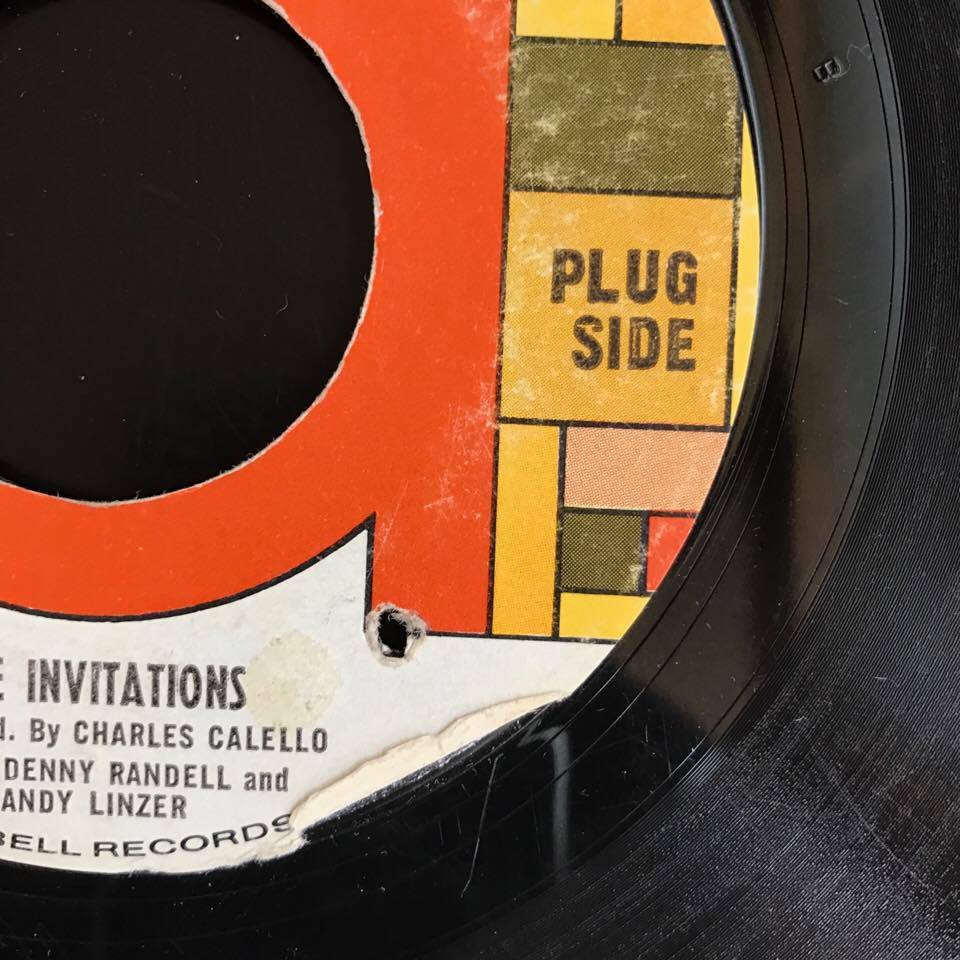 PLUG
SIDE
E INVITATIONS
d. By CHARLES CALELLO
DENNY RANDELL and
ANDY LINZER
BELL RECORDS